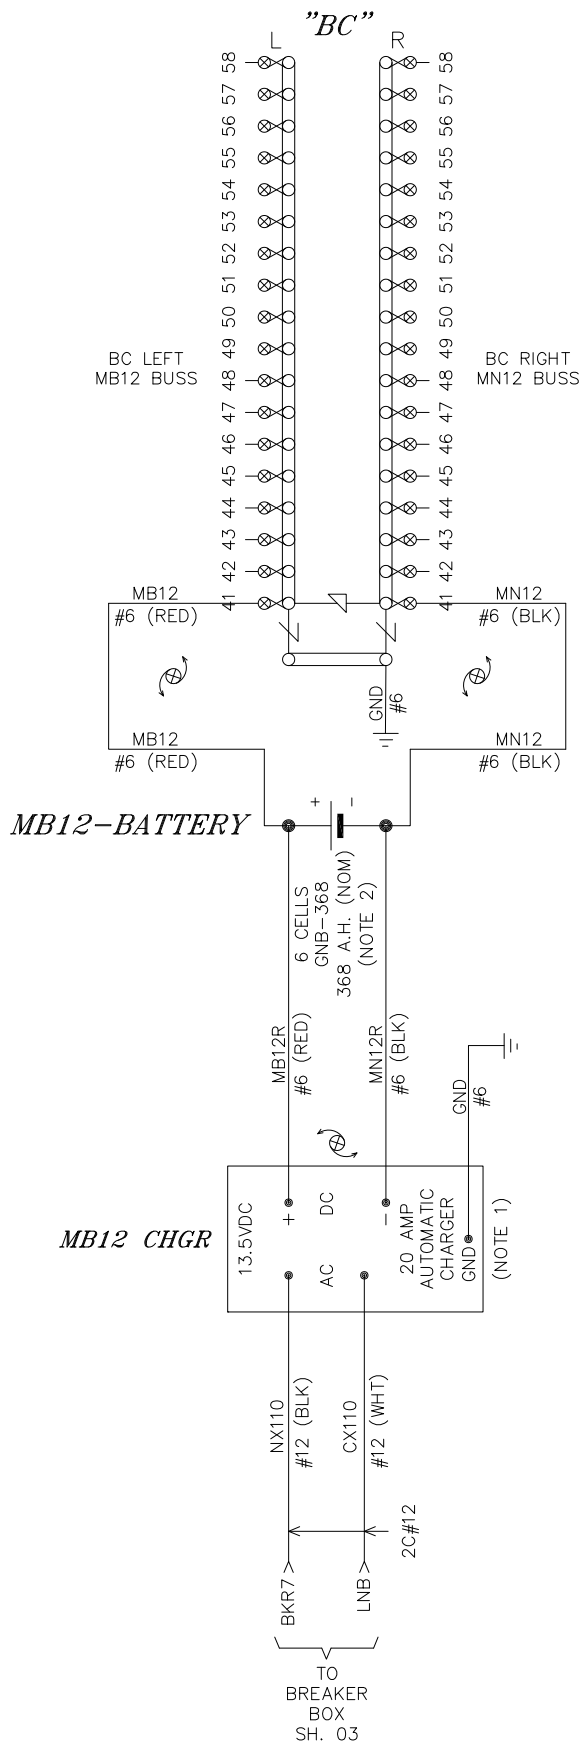 "BC"
L R
58 58
57 57
56 56
55 55
54 54
53 53
52 52
51 51
50 50
49 49
BC LEFT
MB12 BUSS
BC RIGHT
MN12 BUSS
48 48
47 47
46 46
45 45
44 44
43 43
42 42
41 41
MB12
#6 (RED)
MN12
#6 (BLK)
GND
#6
MB12
#6 (RED)
MN12
#6 (BLK)
+ -
MB12-BATTERY
6 CELLS
GNB-368
368 A.H. (NOM)
(NOTE 2)
MB12R
#6 (RED)
MN12R
#6 (BLK)
GND
#6
MB12 CHGR
13.5VDC
+
DC
-
AC
20 AMP
AUTOMATIC
CHARGER
GND
(NOTE 1)
NX110
#12 (BLK)
CX110
#12 (WHT)
2C#12
BKR7
LNB
TO
BREAKER
BOX
SH. 03